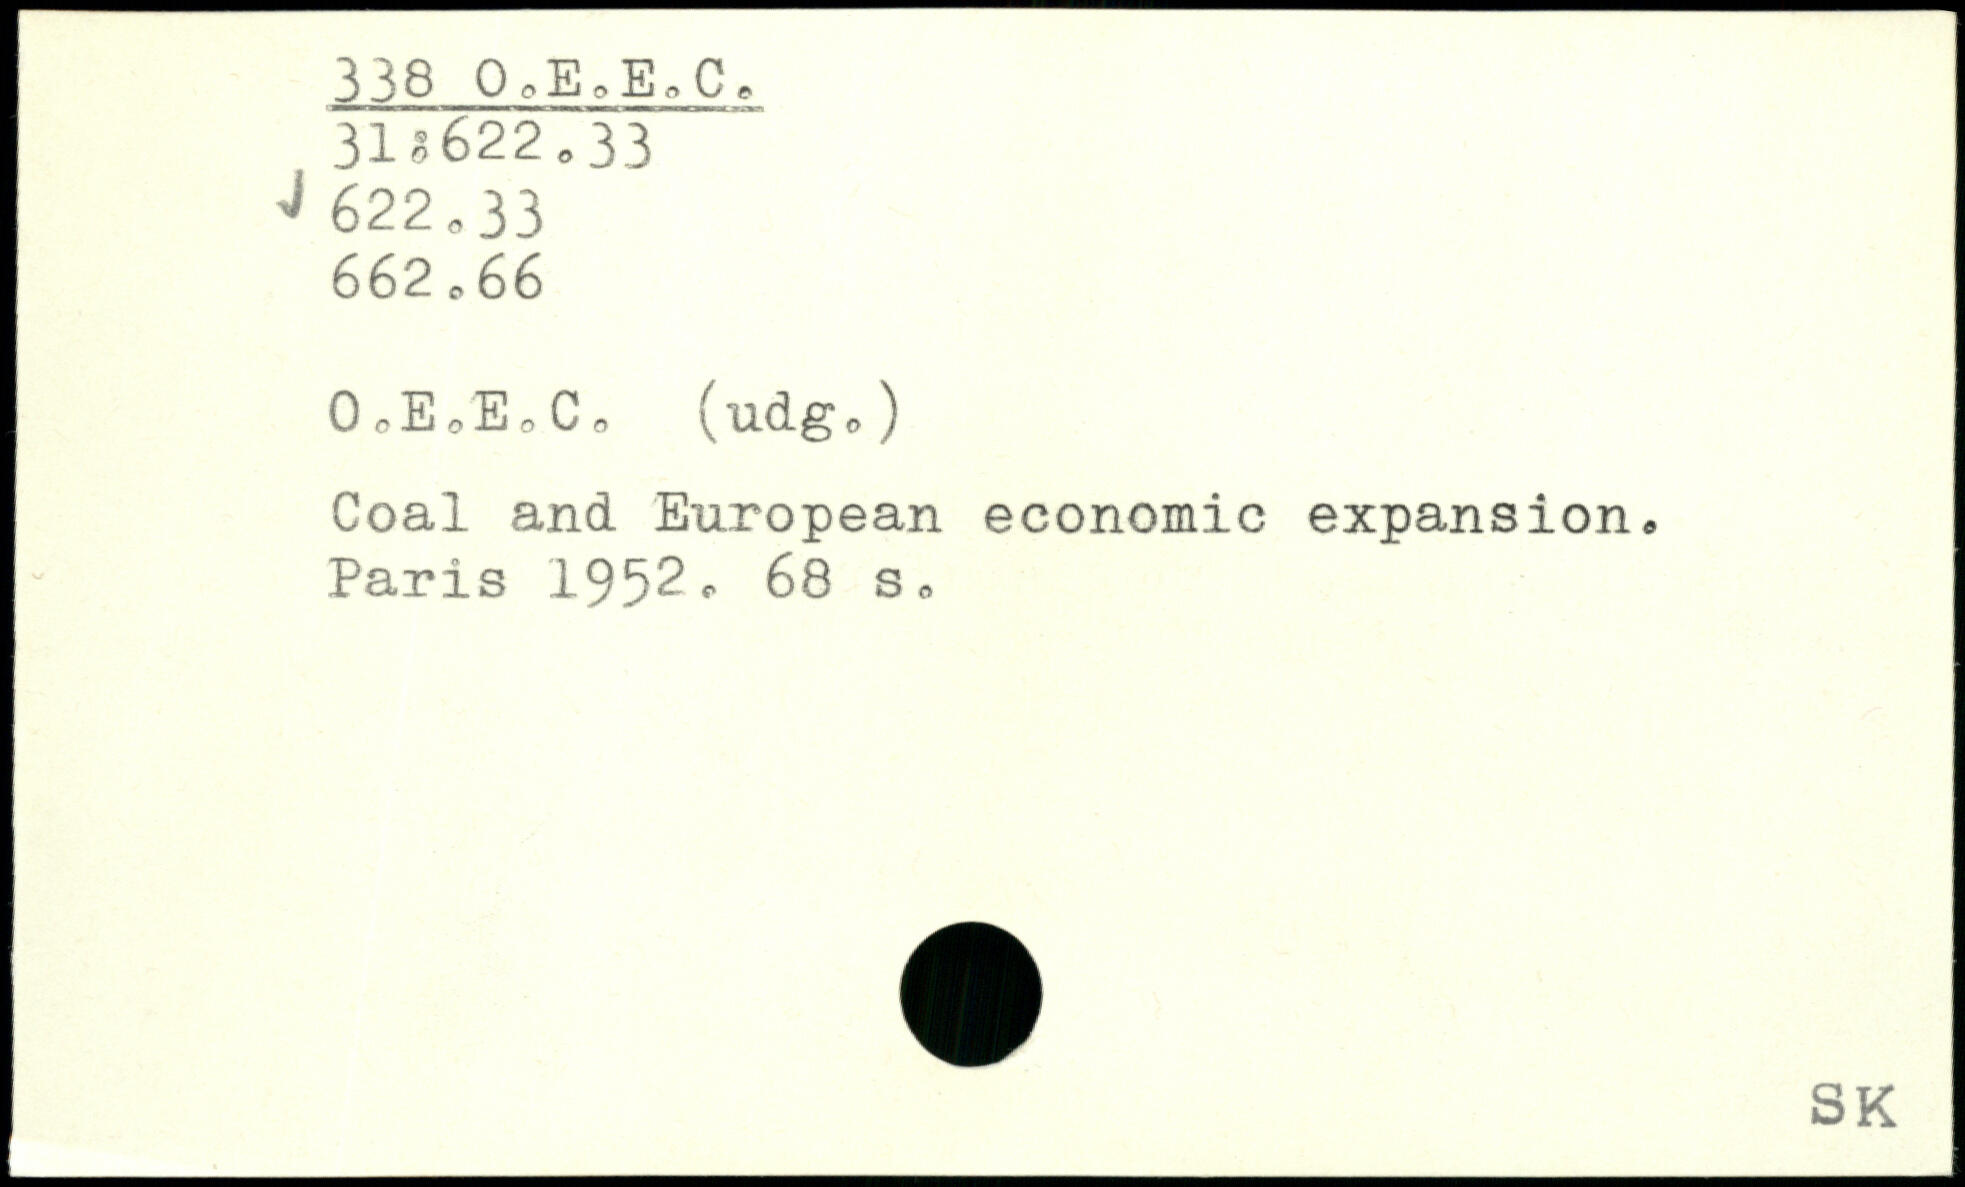 338 O.E.E.C.
31:622.33
✓ 622.33
662.66
O.E.E.C. (udg.)
Coal and European economic expansion.
Paris 1952. 68 s.
SK